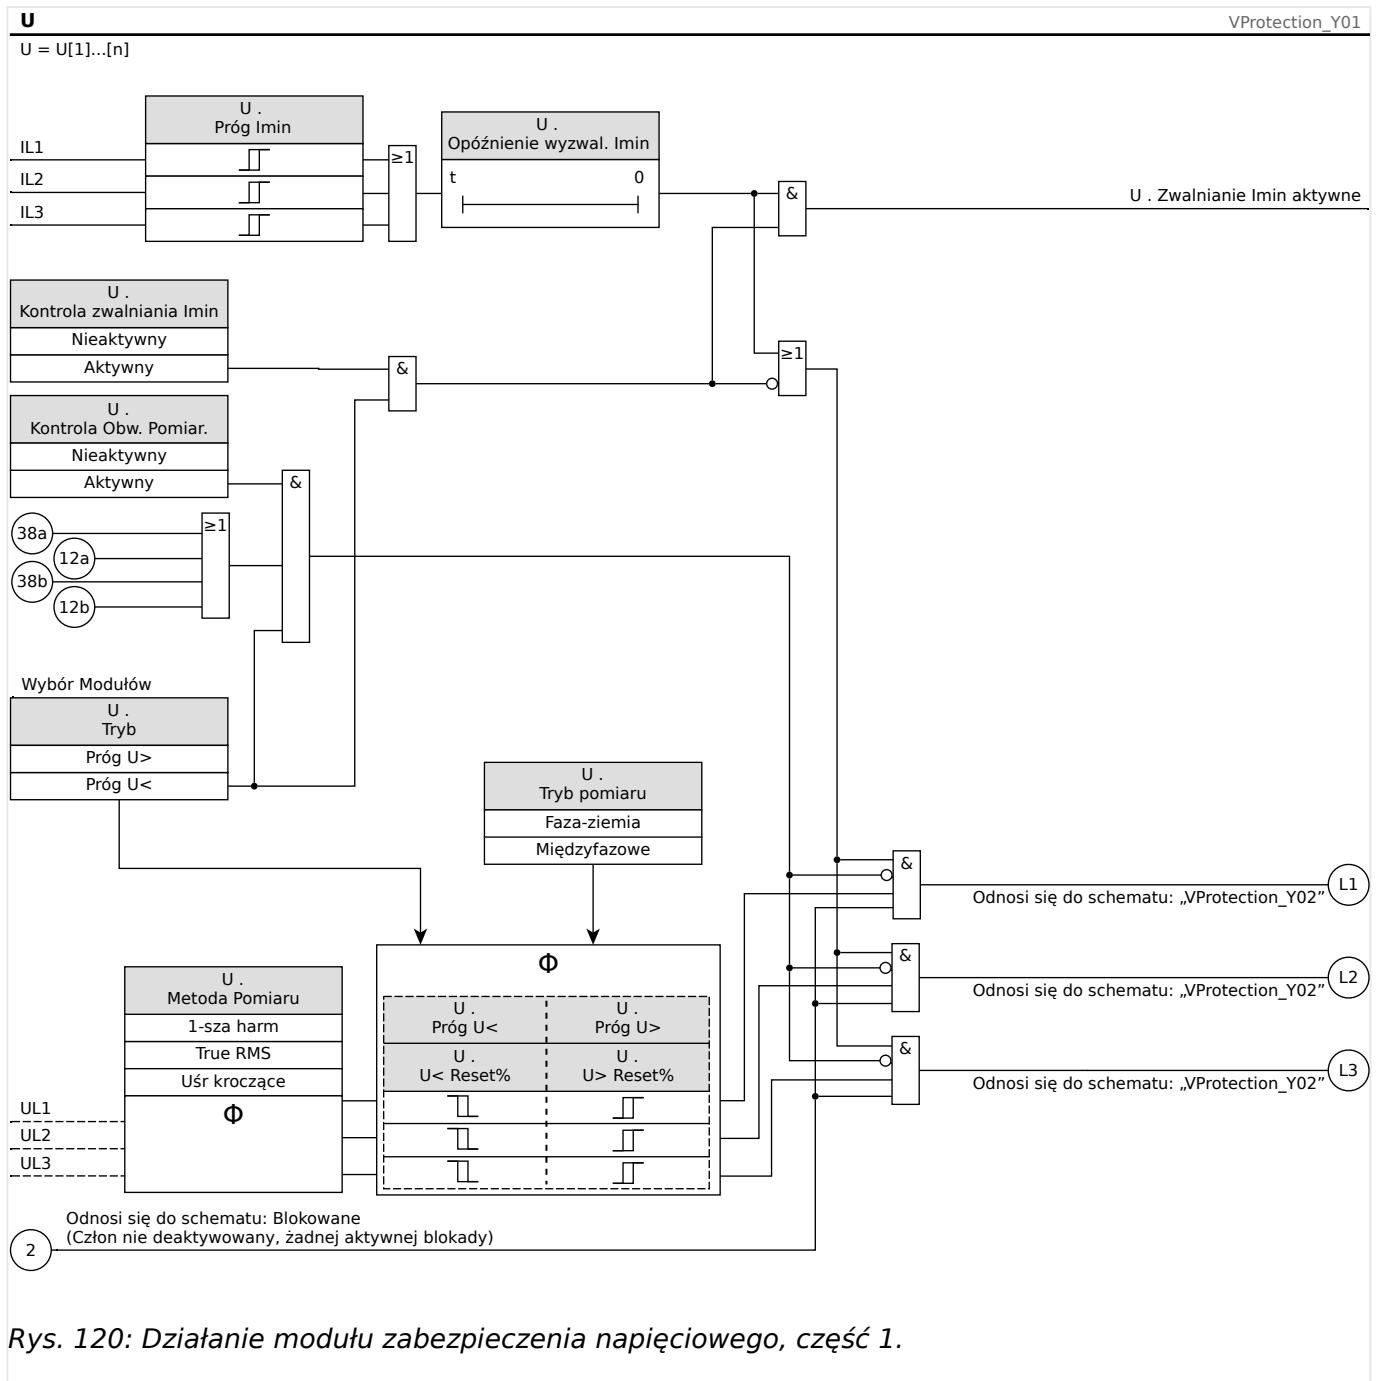 U
VProtection_Y01
U = U[1]...[n]
U .
Próg Imin
IL1
IL2
IL3
≥1
U .
Opóźnienie wyzwal. Imin
t
0
&
U . Zwalnianie Imin aktywne
U .
Kontrola zwalniania Imin
Nieaktywny
Aktywny
&
≥1
U .
Kontrola Obw. Pomiar.
Nieaktywny
Aktywny
&
38a
12a
38b
12b
≥1
Wybór Modułów
U .
Tryb
Próg U>
Próg U<
U .
Tryb pomiaru
Faza-ziemia
Międzyfazowe
&
L1
Odnosi się do schematu: „VProtection_Y02”
&
L2
Odnosi się do schematu: „VProtection_Y02”
&
L3
Odnosi się do schematu: „VProtection_Y02”
U .
Metoda Pomiaru
1-sza harm
True RMS
Uśr kroczące
Φ
UL1
UL2
UL3
Φ
U .
Próg U<
U .
Próg U>
U .
U< Reset%
U .
U> Reset%
Odnosi się do schematu: Blokowane
(Człon nie deaktywowany, żadnej aktywnej blokady)
2
Rys. 120: Działanie modułu zabezpieczenia napięciowego, część 1.